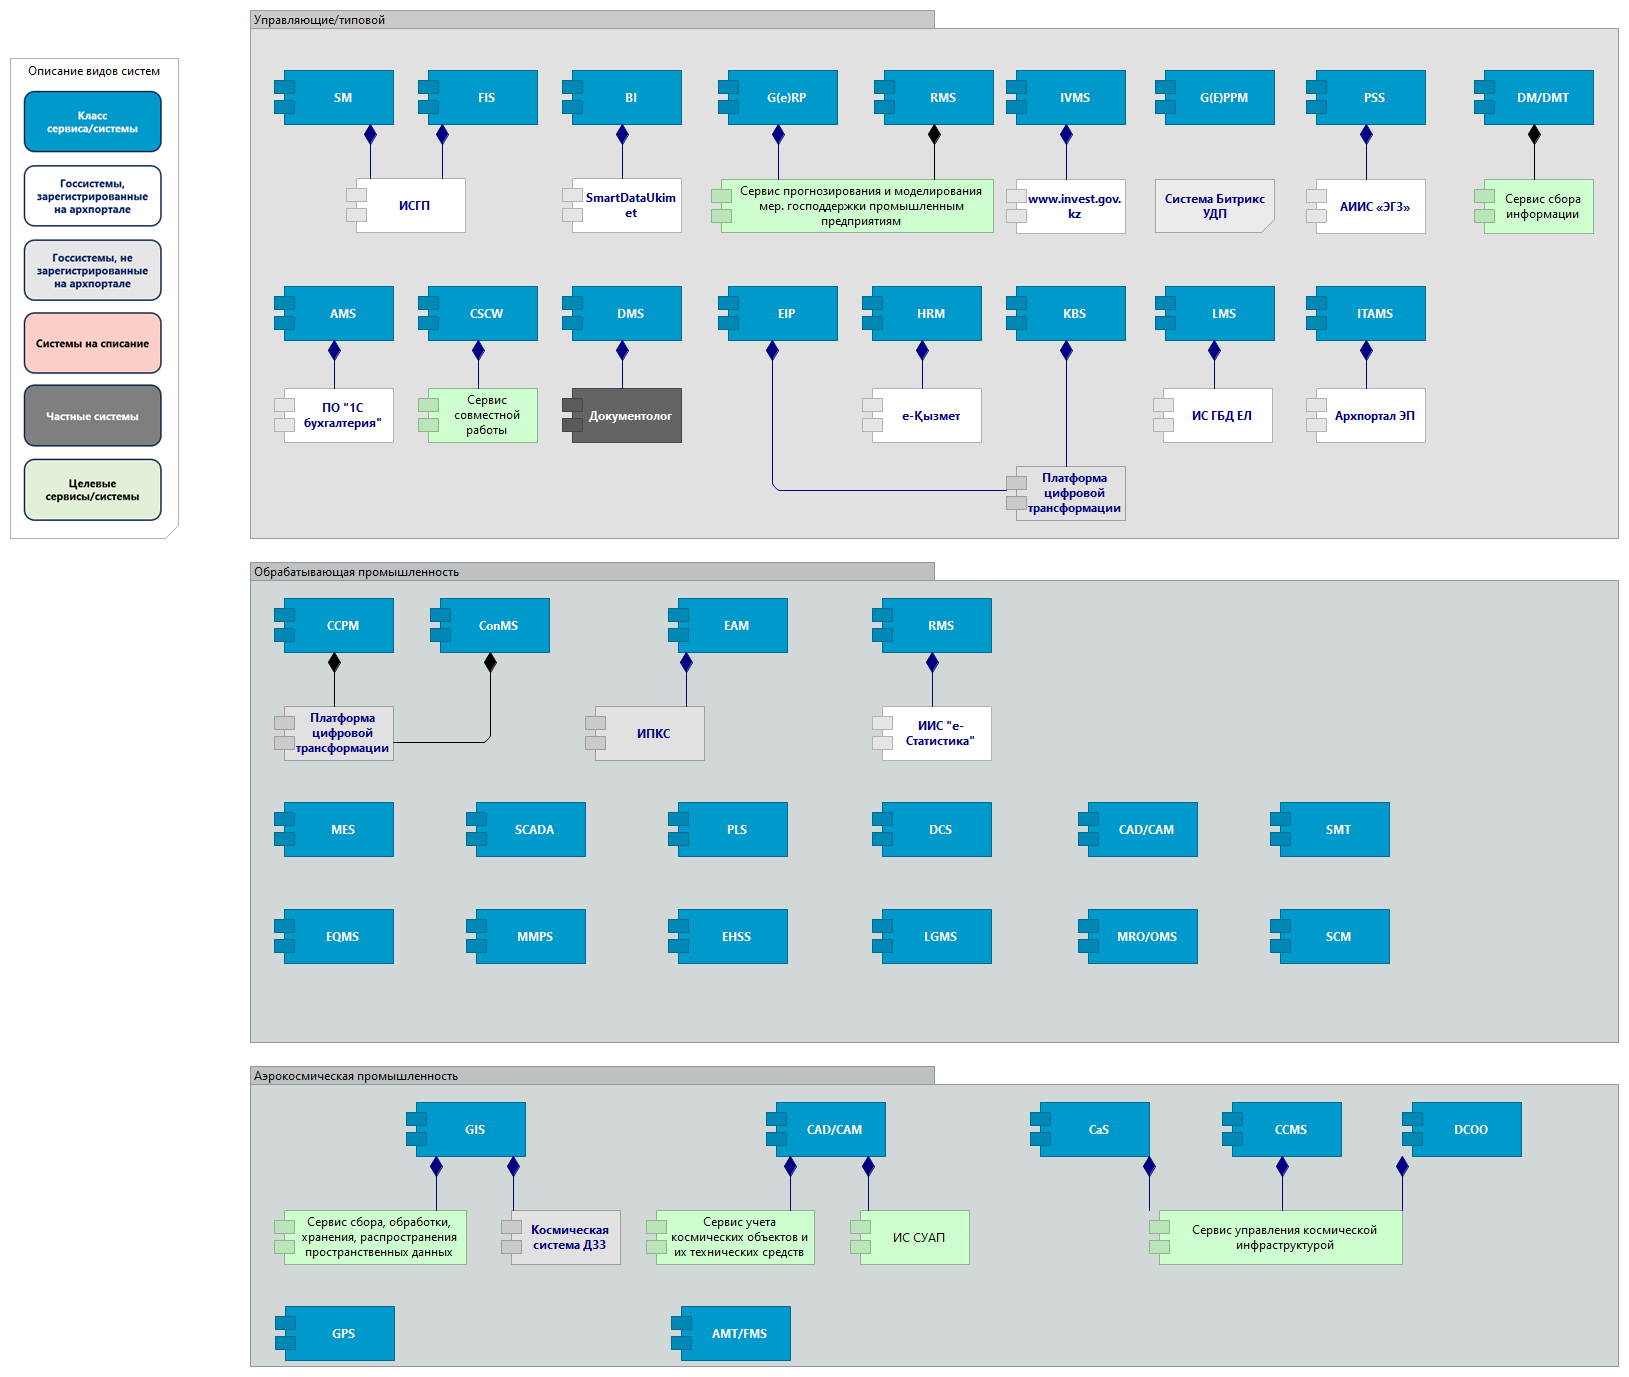 Управляющие/типовой
Описание видов систем
Класс
сервиса/системы
Госсистемы,
зарегистрированные
на архпортале
Госсистемы, не
зарегистрированные
на архпортале
Системы на списание
Частные системы
Целевые
сервисы/системы
SM
FIS
BI
G(e)RP
RMS
IVMS
G(E)PPM
PSS
DM/DMT
ИСГП
SmartDataUkim
et
Сервис прогнозирования и моделирования
мер. господдержки промышленным
предприятиям
www.invest.gov.
kz
Система Битрикс
УДП
АИИС «ЭГЗ»
Сервис сбора
информации
AMS
CSCW
DMS
EIP
HRM
KBS
LMS
ITAMS
ПО "1С
бухгалтерия"
Сервис
совместной
работы
Документолог
е-Қызмет
ИС ГБД ЕЛ
Архпортал ЭП
Платформа
цифровой
трансформации
Обрабатывающая промышленность
CCPM
ConMS
EAM
RMS
Платформа
цифровой
трансформации
ИПКС
ИИС "е-
Статистика"
MES
SCADA
PLS
DCS
CAD/CAM
SMT
EQMS
MMPS
EHSS
LGMS
MRO/OMS
SCM
Аэрокосмическая промышленность
GIS
CAD/CAM
CaS
CCMS
DCOO
Сервис сбора, обработки,
хранения, распространения
пространственных данных
Космическая
система ДЗЗ
Сервис учета
космических объектов и
их технических средств
ИС СУАП
Сервис управления космической
инфраструктурой
GPS
AMT/FMS